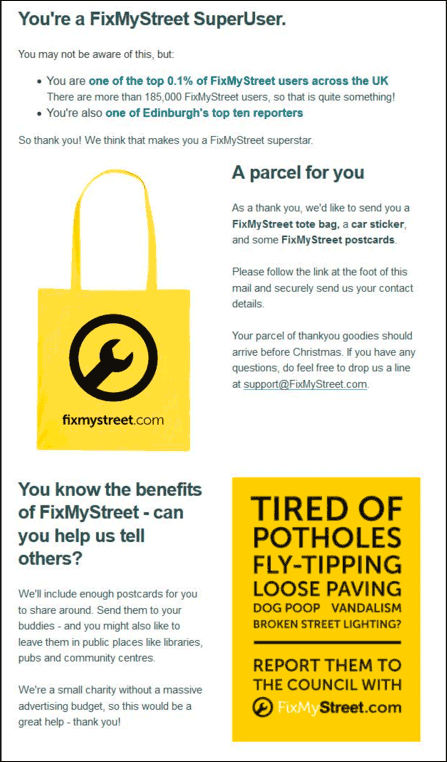 You're a FixMyStreet SuperUser.
You may not be aware of this, but:
• You are one of the top 0.1% of FixMyStreet users across the UK
There are more than 185,000 FixMyStreet users, so that is quite something!
• You're also one of Edinburgh's top ten reporters
So thank you! We think that makes you a FixMyStreet superstar.
fixmystreet.com
A parcel for you
As a thank you, we'd like to send you a
FixMyStreet tote bag, a car sticker,
and some FixMyStreet postcards.
Please follow the link at the foot of this
mail and securely send us your contact
details.
Your parcel of thankyou goodies should
arrive before Christmas. If you have any
questions, do feel free to drop us a line
at support@FixMyStreet.com.
You know the benefits
of FixMyStreet - can
you help us tell
others?
We'll include enough postcards for you
to share around. Send them to your
buddies - and you might also like to
leave them in public places like libraries,
pubs and community centres.
We're a small charity without a massive
advertising budget, so this would be a
great help - thank you!
TIRED OF
POTHOLES
FLY-TIPPING
LOOSE PAVING
DOG POOP VANDALISM
BROKEN STREET LIGHTING?
REPORT THEM TO
THE COUNCIL WITH
FixMyStreet.com